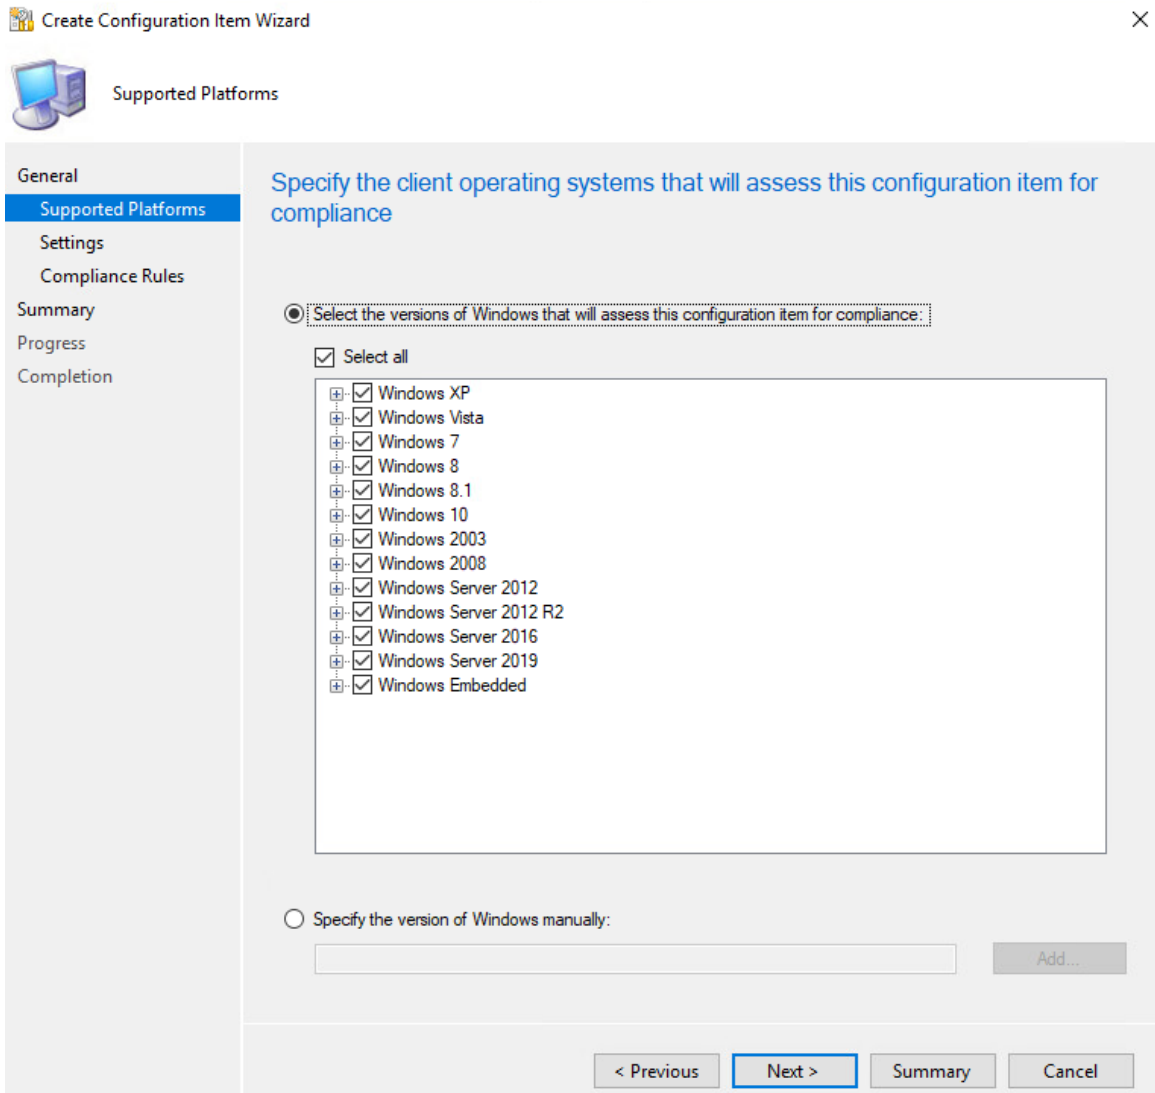 Create Configuration Item Wizard
Supported Platforms
General
Supported Platforms
Settings
Compliance Rules
Summary
Progress
Completion
Specify the client operating systems that will assess this configuration item for
compliance
Select the versions of Windows that will assess this configuration item for compliance:
Select all
Windows XP
Windows Vista
Windows 7
Windows 8
Windows 8.1
Windows 10
Windows 2003
Windows 2008
Windows Server 2012
Windows Server 2012 R2
Windows Server 2016
Windows Server 2019
Windows Embedded
Specify the version of Windows manually:
Add...
< Previous
Next >
Summary
Cancel